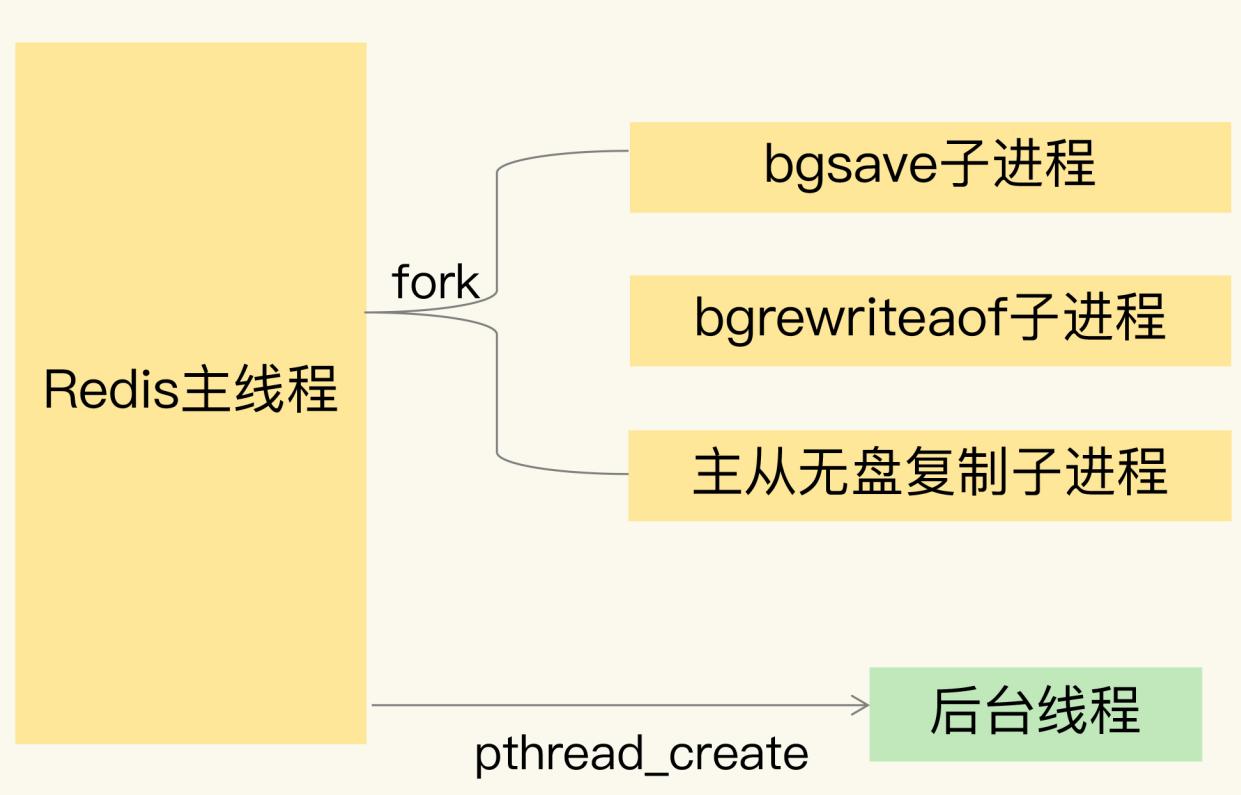 Redis主线程
fork
bgsave子进程
bgrewriteaof子进程
主从无盘复制子进程
pthread_create
后台线程